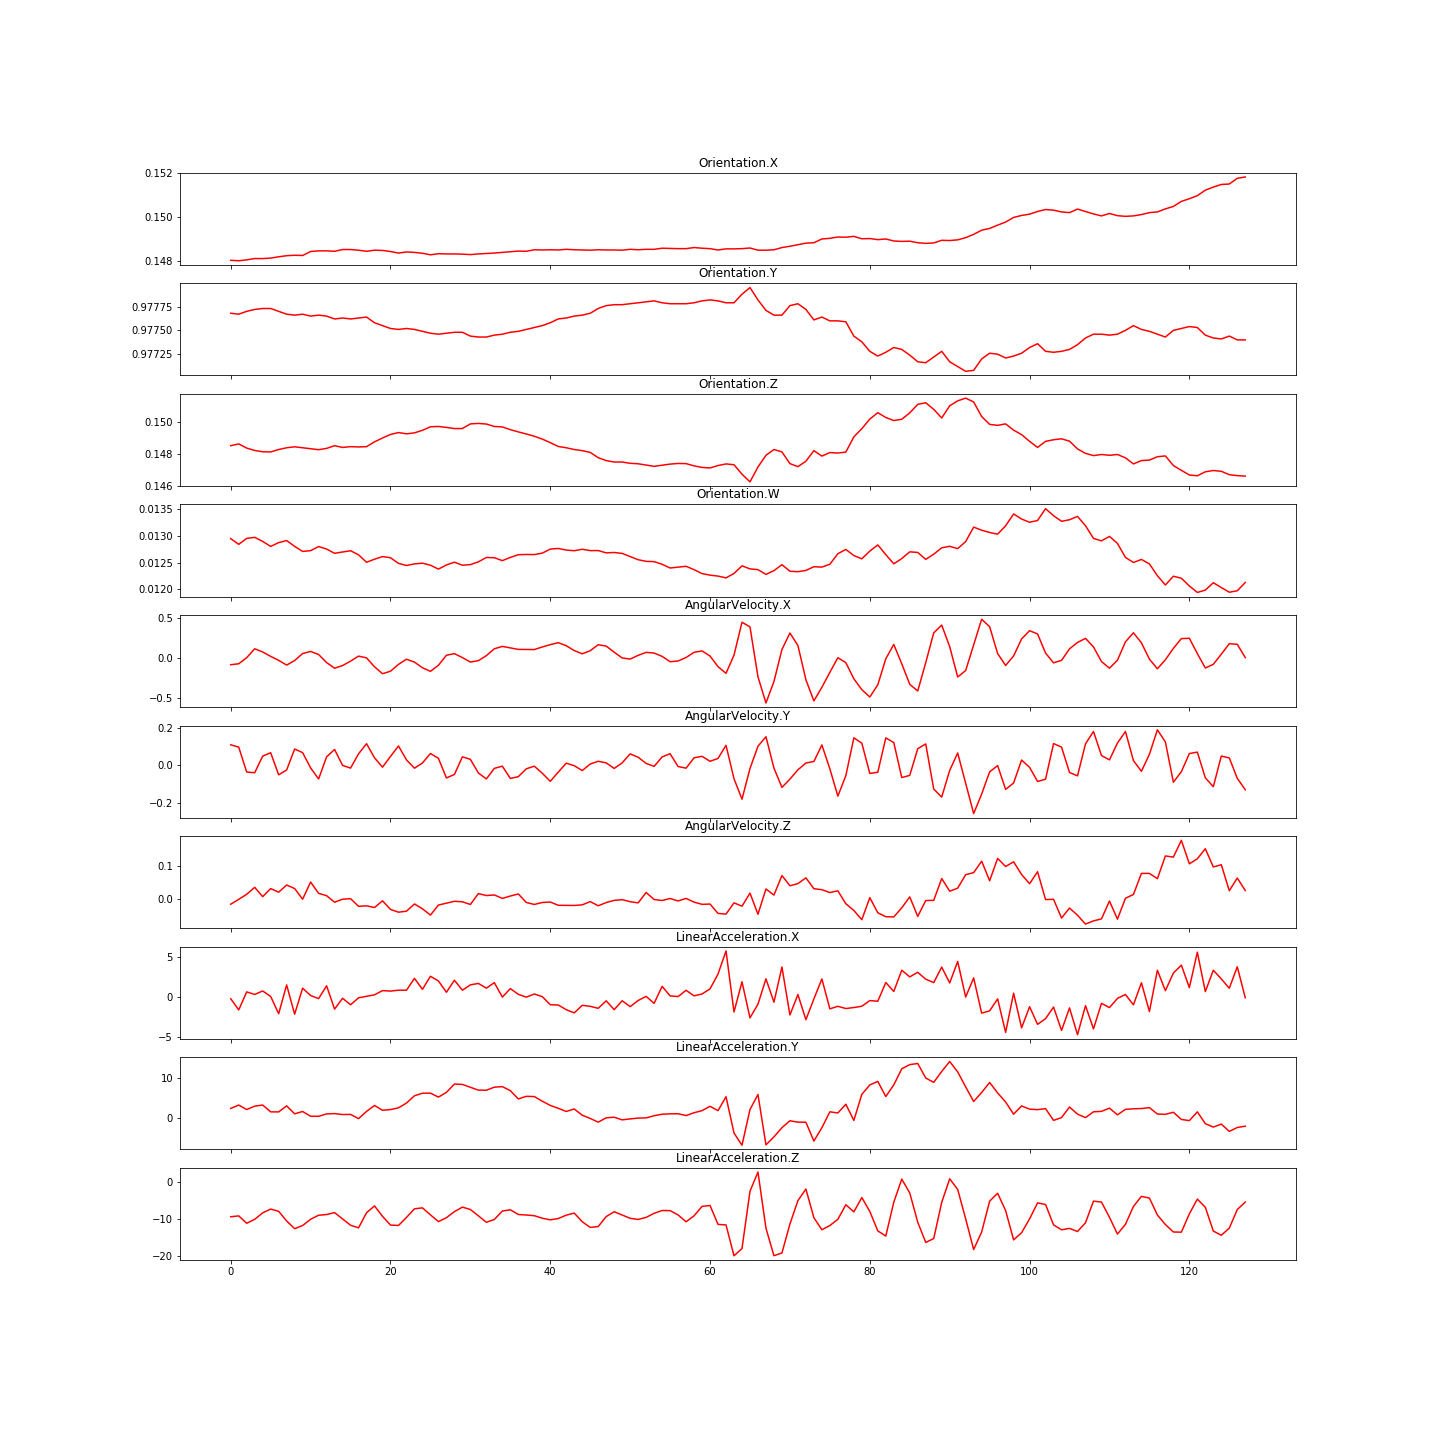 Orientation.X
0.152
0.150
0.148
Orientation.Y
0.97775
0.97750
0.97725
Orientation.Z
0.150
0.148
0.146
Orientation.W
0.0135
0.0130
0.0125
0.0120
AngularVelocity.X
0.5
0.0
−0.5
AngularVelocity.Y
0.2
0.0
−0.2
AngularVelocity.Z
0.1
0.0
LinearAcceleration.X
5
0
−5
LinearAcceleration.Y
10
0
LinearAcceleration.Z
0
−10
−20
0 20 40 60 80 100 120